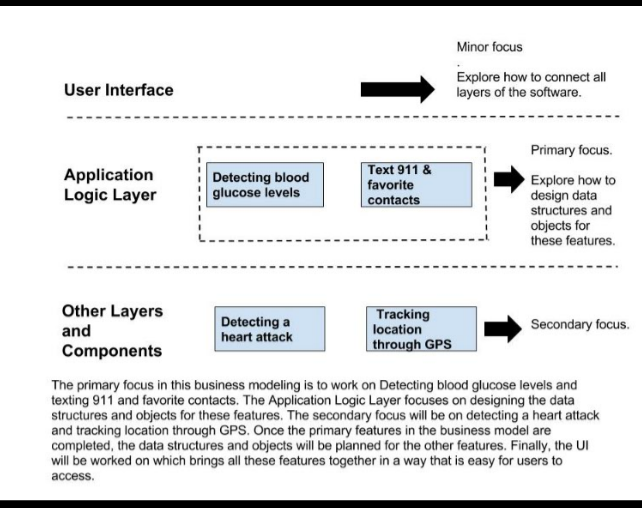 Minor focus
.
User Interface
Explore how to connect all
layers of the software.
Primary focus.
Application
Logic Layer
Detecting blood
glucose levels
Text 911 &
favorite
contacts
Explore how to
design data
structures and
objects for
these features.
Other Layers
and
Components
Detecting a
heart attack
Tracking
location
through GPS
Secondary focus.
The primary focus in this business modeling is to work on Detecting blood glucose levels and
texting 911 and favorite contacts. The Application Logic Layer focuses on designing the data
structures and objects for these features. The secondary focus will be on detecting a heart attack
and tracking location through GPS. Once the primary features in the business model are
completed, the data structures and objects will be planned for the other features. Finally, the UI
will be worked on which brings all these features together in a way that is easy for users to
access.